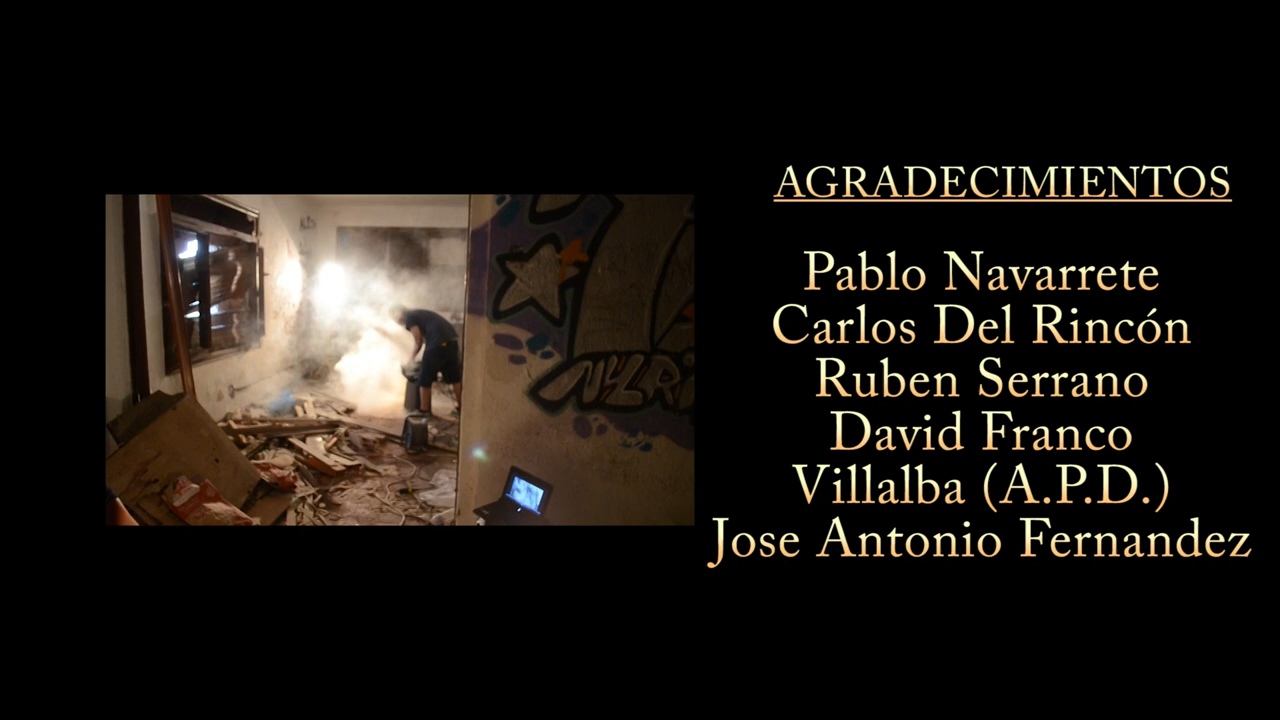 AGRADECIMIENTOS
Pablo Navarrete
Carlos Del Rincón
Ruben Serrano
David Franco
Villalba (A.P.D.)
Jose Antonio Fernandez